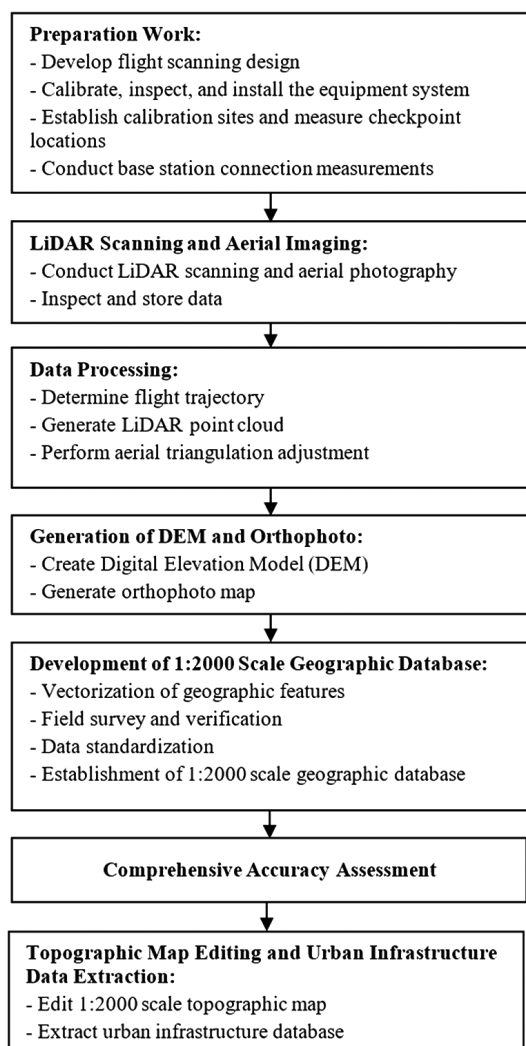 Preparation Work:
- Develop flight scanning design
- Calibrate, inspect, and install the equipment system
- Establish calibration sites and measure checkpoint
locations
- Conduct base station connection measurements
LiDAR Scanning and Aerial Imaging:
- Conduct LiDAR scanning and aerial photography
- Inspect and store data
Data Processing:
- Determine flight trajectory
- Generate LiDAR point cloud
- Perform aerial triangulation adjustment
Generation of DEM and Orthophoto:
- Create Digital Elevation Model (DEM)
- Generate orthophoto map
Development of 1:2000 Scale Geographic Database:
- Vectorization of geographic features
- Field survey and verification
- Data standardization
- Establishment of 1:2000 scale geographic database
Comprehensive Accuracy Assessment
Topographic Map Editing and Urban Infrastructure
Data Extraction:
- Edit 1:2000 scale topographic map
- Extract urban infrastructure database